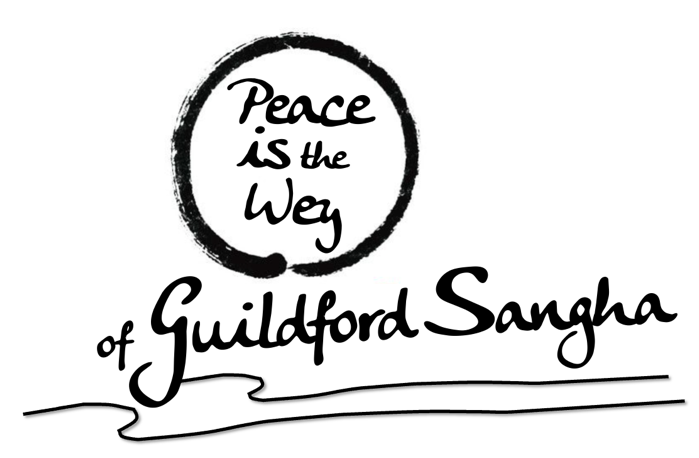 Peace
is the
Wey
of Guildford Sangha